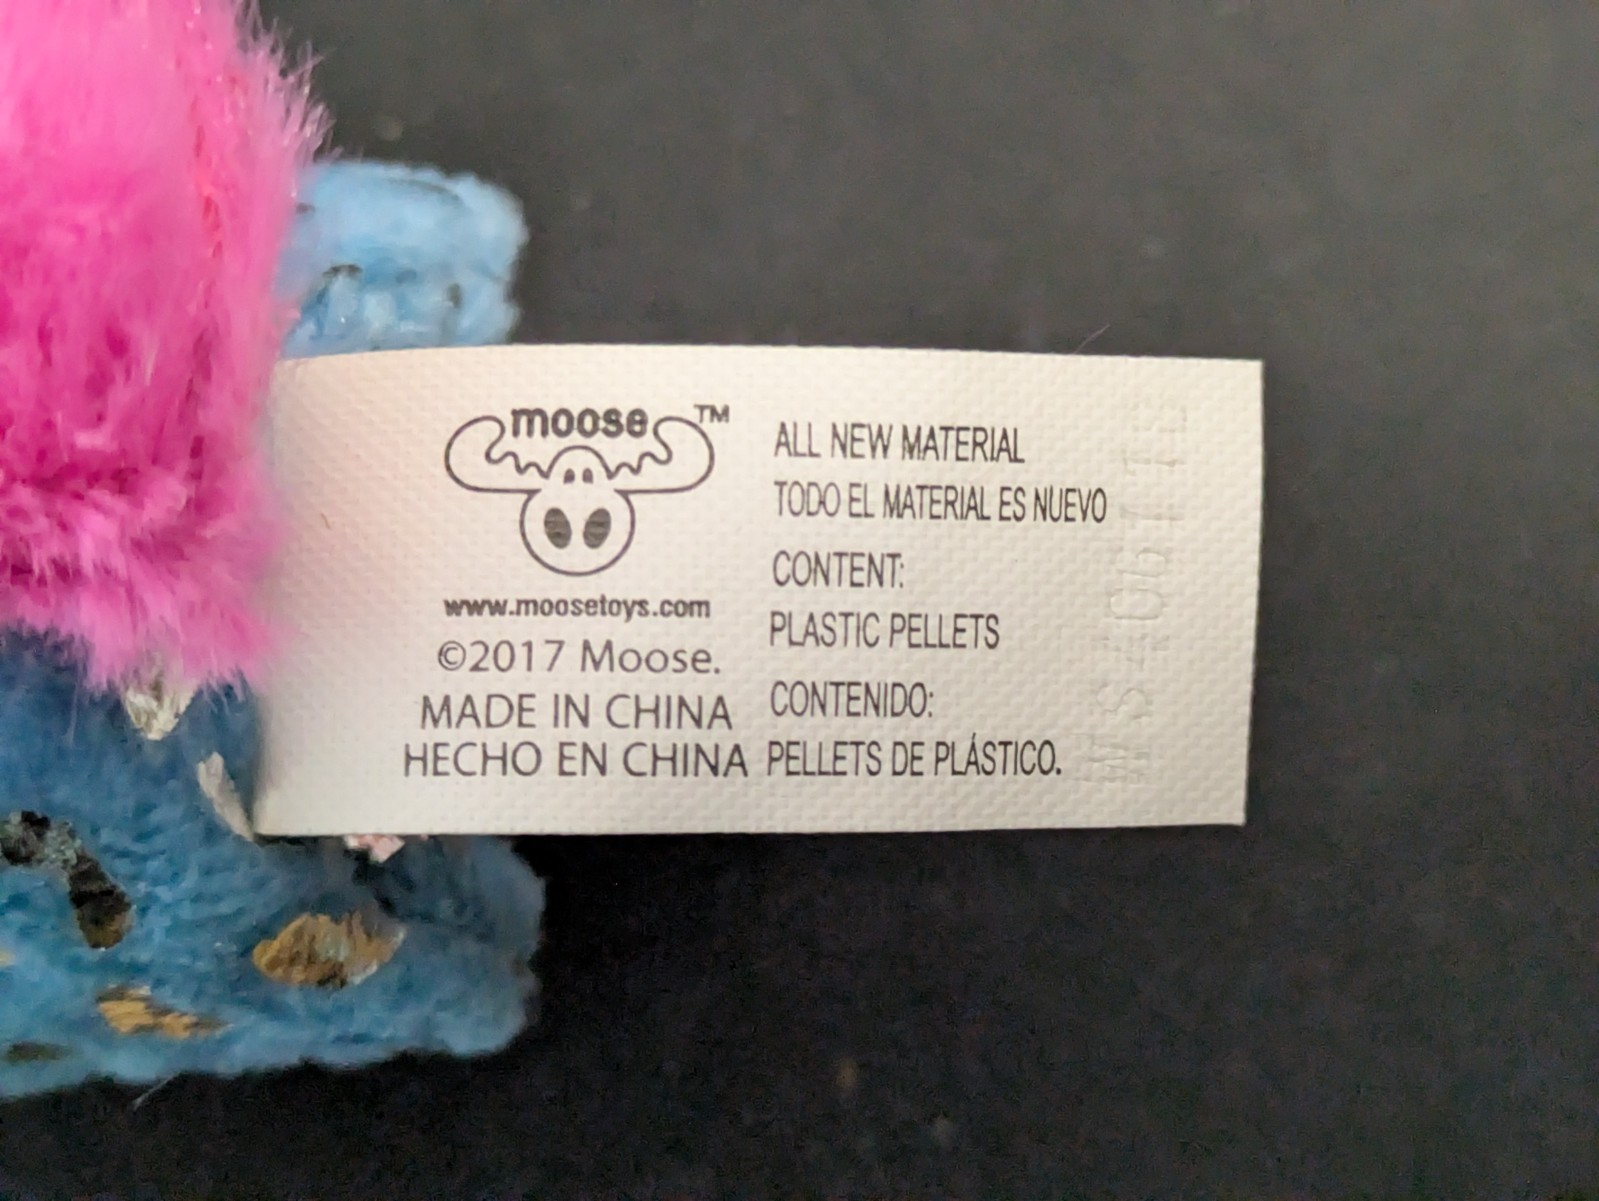 moose™
www.moosetoys.com
©2017 Moose.
MADE IN CHINA
HECHO EN CHINA
ALL NEW MATERIAL
TODO EL MATERIAL ES NUEVO
CONTENT:
PLASTIC PELLETS
CONTENIDO:
PELLETS DE PLÁSTICO.